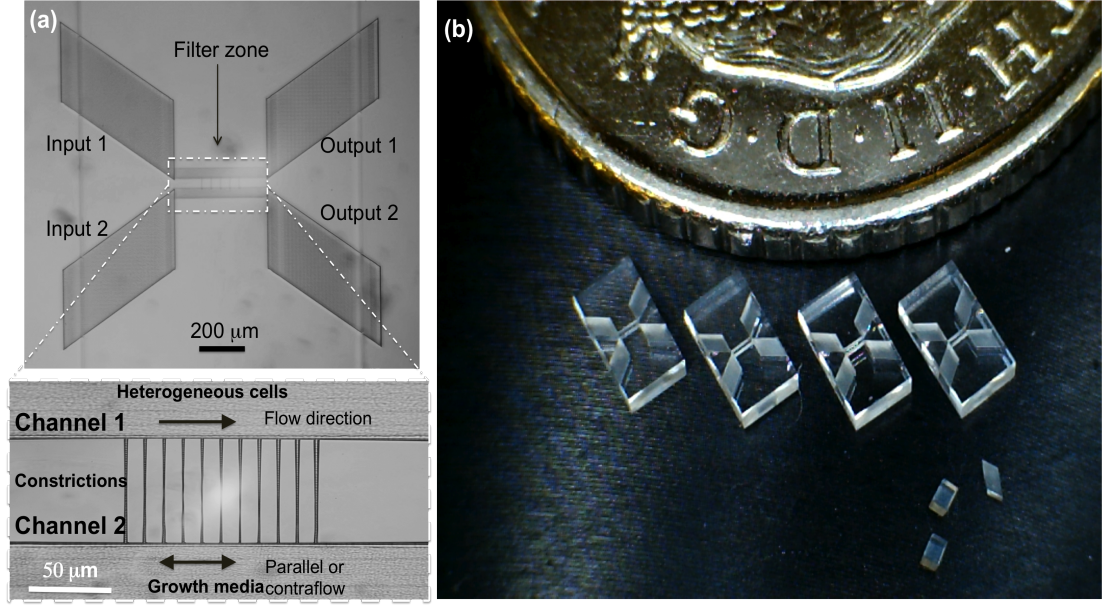 (a)
Filter zone
Input 1
Output 1
Input 2
Output 2
200 μm
Heterogeneous cells
Channel 1
Flow direction
Constrictions
Channel 2
Parallel or
Growth media contraflow
50 μm
(b)
G·D·II·H